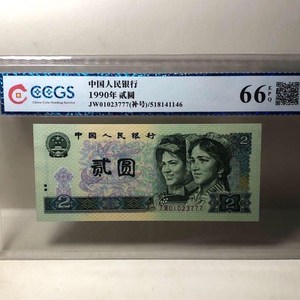 CCGS
China Coin Grading Service
中国人民银行
1990年 贰圆
JW01023777(补号)/518141146
66 EPQ
中国人民银行
贰圆
2
2
JW01023777